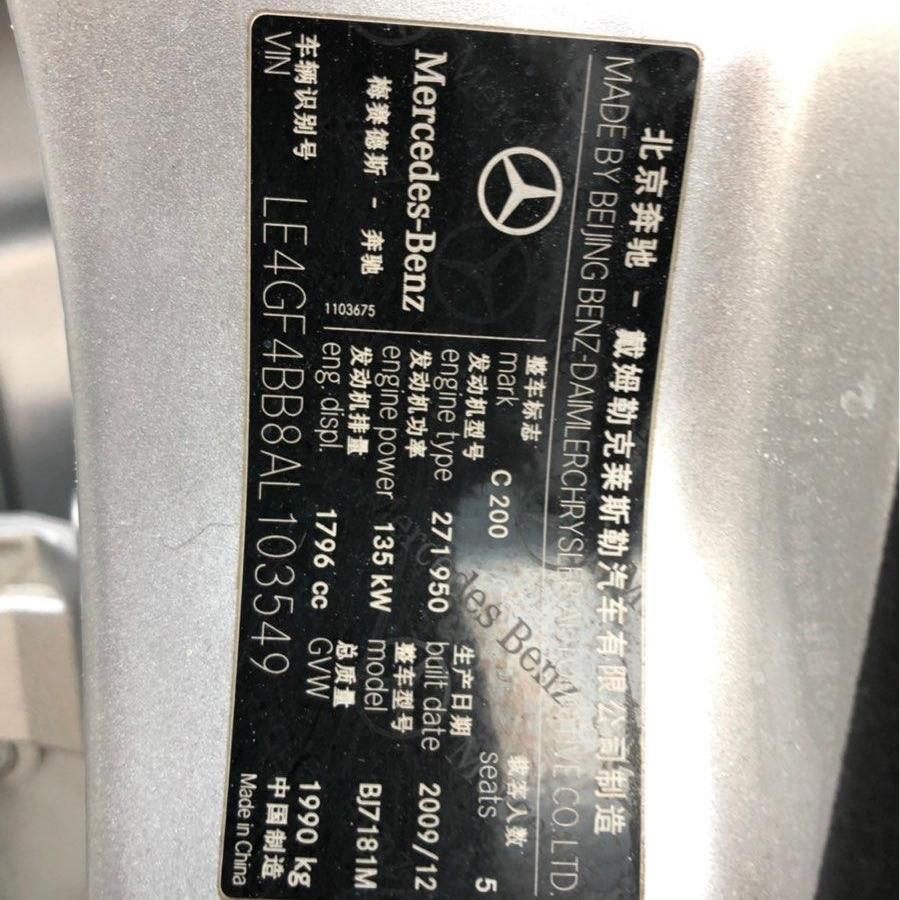 北京奔驰 - 戴姆勒克莱斯勒汽车有限公司制造
MADE BY BEIJING BENZ-DAIMLERCHRYSLER AUTOMOTIVE CO.LTD.
Mercedes-Benz
梅赛德斯 - 奔驰
1103675
整车标志
mark C 200
载客人数
seats 5
发动机型号
engine type 271950
生产日期
built date 2009/12
发动机功率
engine power 135 kW
整车型号
model BJ7181M
发动机排量
eng. displ. 1796 cc
总质量
GVW 1990 kg
车辆识别号
VIN LE4GF4BB8AL103549
中国制造
Made in China
Mercedes Benz